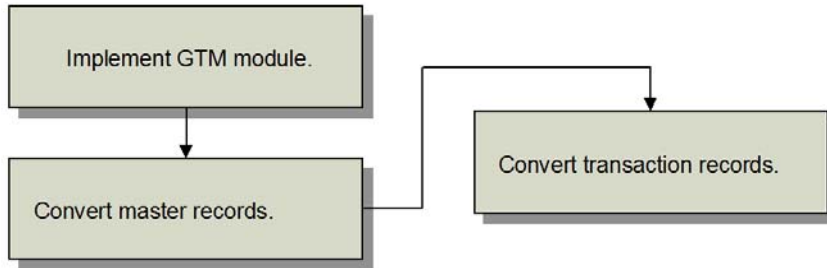 Implement GTM module.
Convert master records.
Convert transaction records.